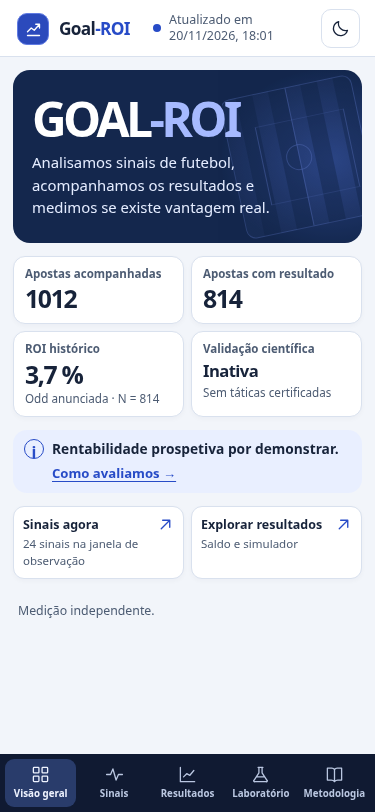 Goal-ROI
Atualizado em
20/11/2026, 18:01
GOAL-ROI
Analisamos sinais de futebol,
acompanhamos os resultados e
medimos se existe vantagem real.
Apostas acompanhadas
1012
Apostas com resultado
814
ROI histórico
3,7 %
Odd anunciada · N = 814
Validação científica
Inativa
Sem táticas certificadas
Rentabilidade prospetiva por demonstrar.
Como avaliamos →
Sinais agora
24 sinais na janela de
observação
Explorar resultados
Saldo e simulador
Medição independente.
Visão geral
Sinais
Resultados
Laboratório
Metodologia